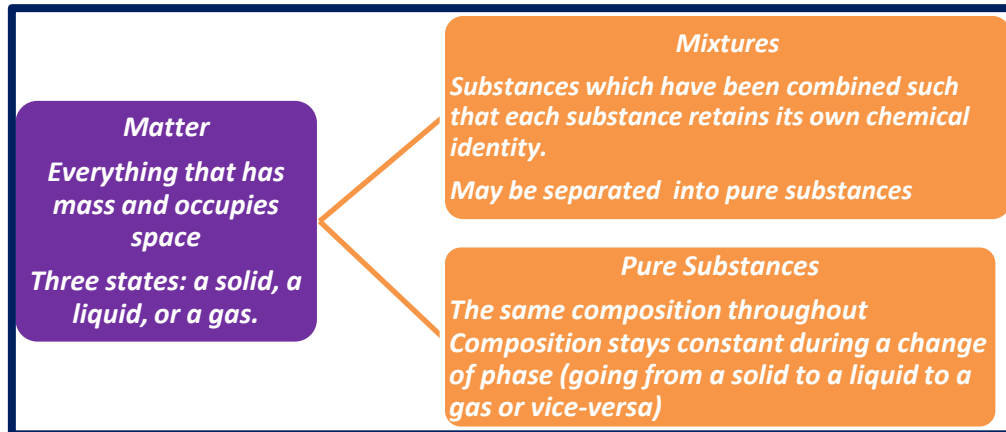 Matter
Everything that has
mass and occupies
space
Three states: a solid, a
liquid, or a gas.
Mixtures
Substances which have been combined such
that each substance retains its own chemical
identity.
May be separated  into pure substances
Pure Substances
The same composition throughout
Composition stays constant during a change
of phase (going from a solid to a liquid to a
gas or vice-versa)